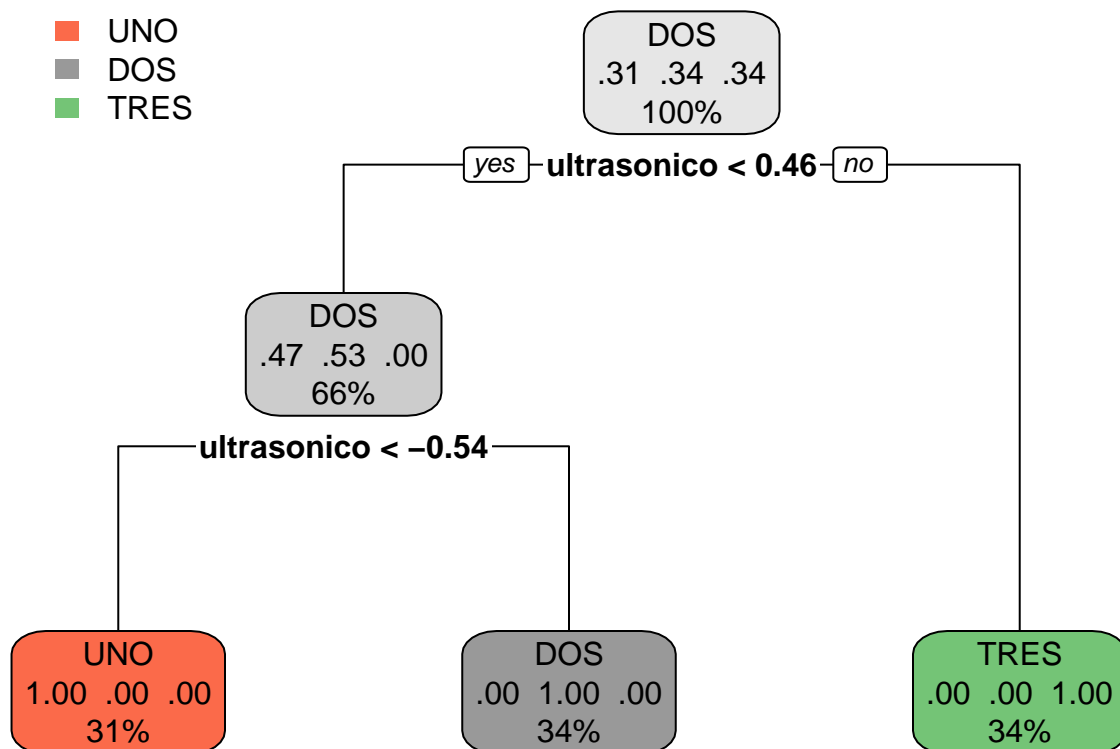 UNO
DOS
TRES
DOS
.31 .34 .34
100%
yes ultrasonico < 0.46 no
DOS
.47 .53 .00
66%
ultrasonico < −0.54
UNO
1.00 .00 .00
31%
DOS
.00 1.00 .00
34%
TRES
.00 .00 1.00
34%